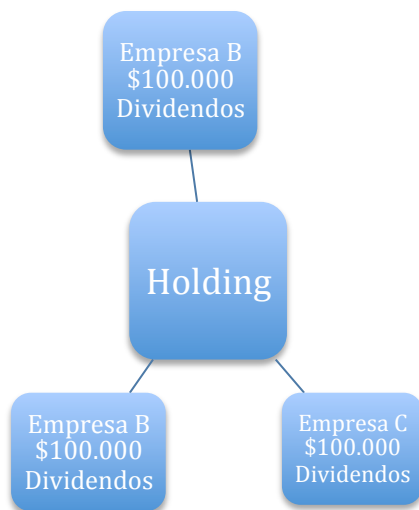 Empresa B
$100.000
Dividendos
Holding
Empresa B
$100.000
Dividendos
Empresa C
$100.000
Dividendos